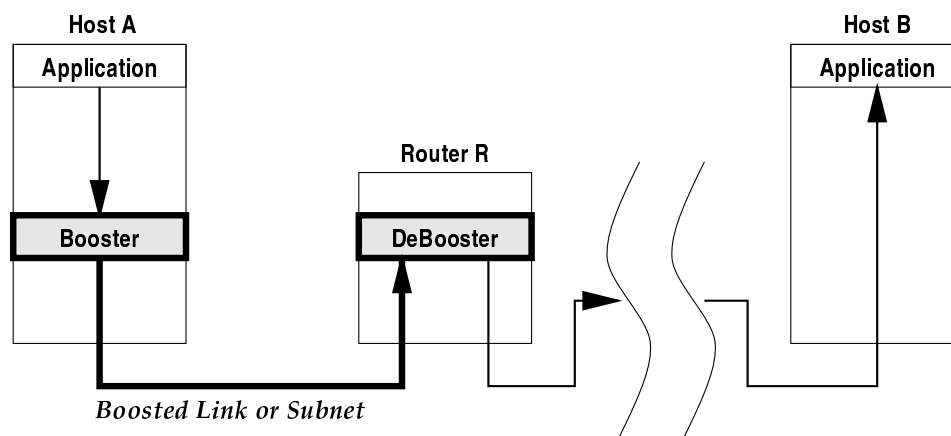 Host A
Host B
Application
Application
Router R
Booster
DeBooster
Boosted Link or Subnet